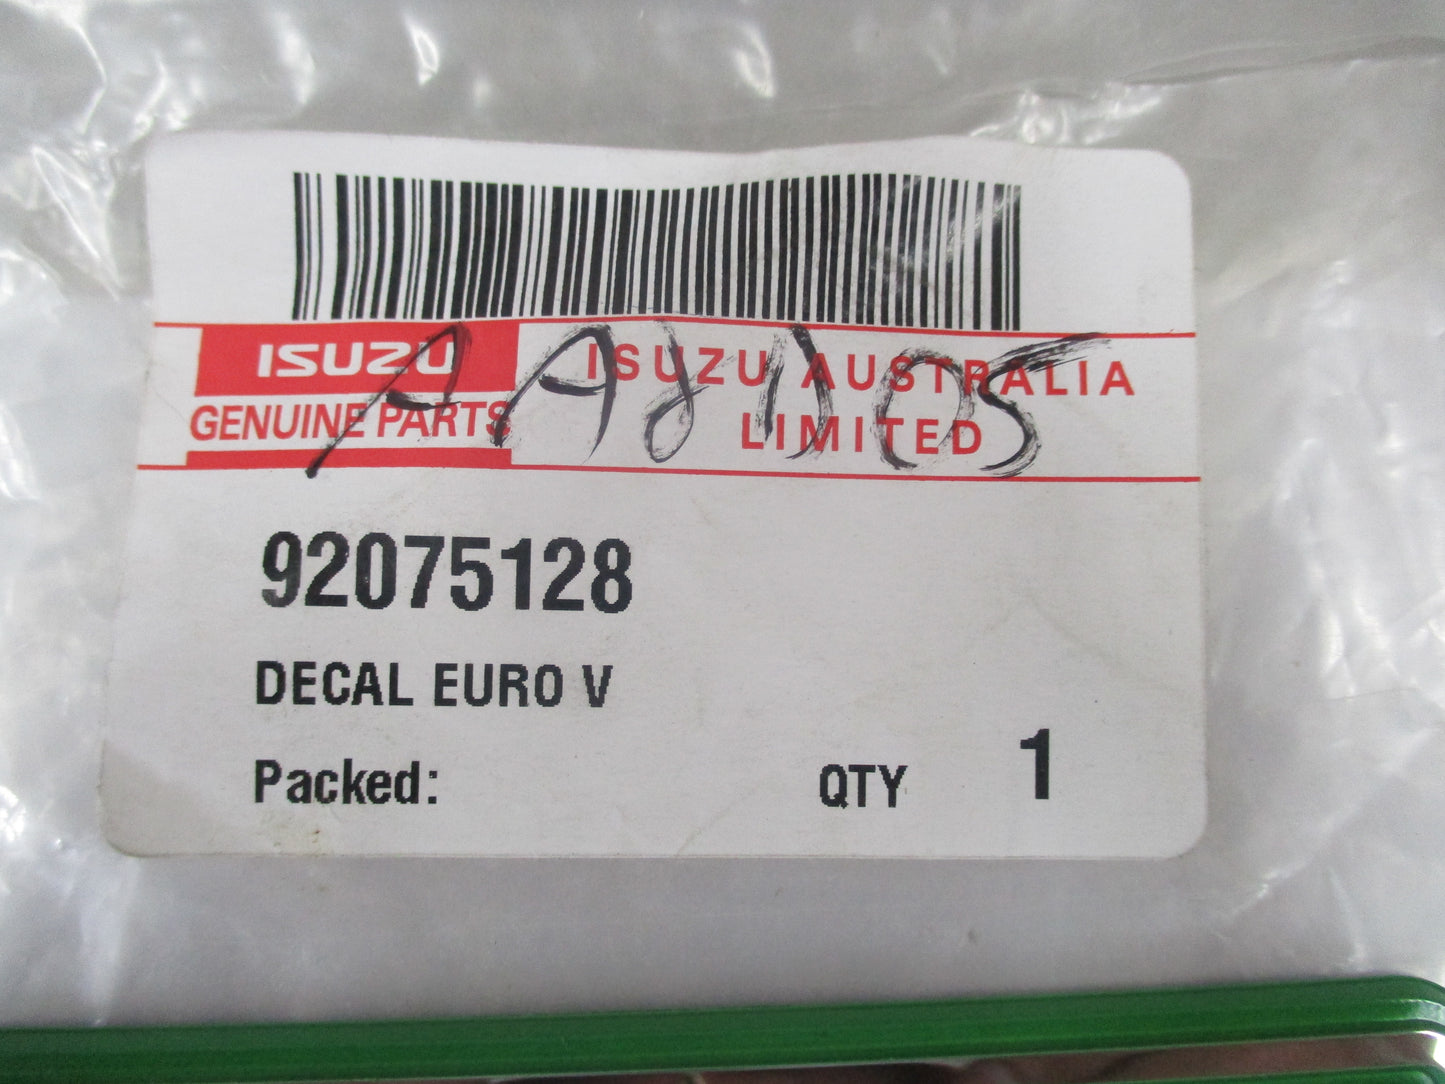 ISUZU
GENUINE PARTS
ISUZU AUSTRALIA
LIMITED
92075128
DECAL EURO V
Packed:
QTY 1